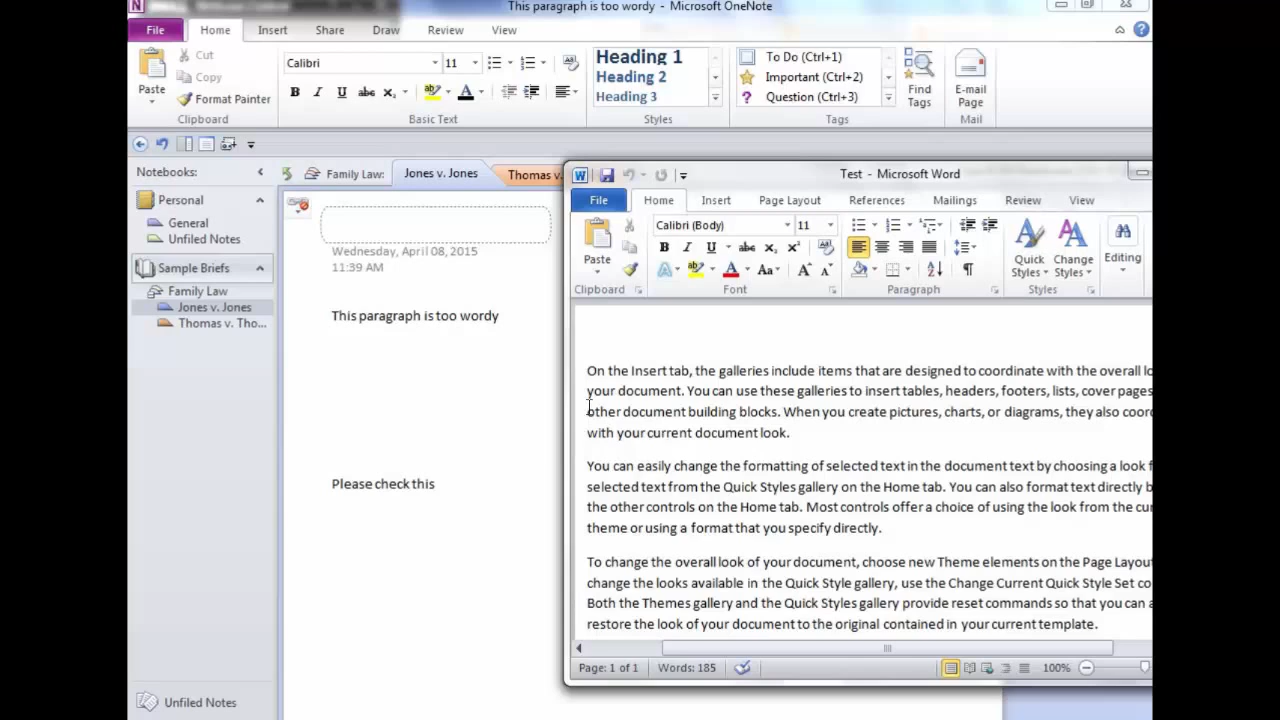 This paragraph is too wordy - Microsoft OneNote
File Home Insert Share Draw Review View
Paste
Cut
Copy
Format Painter
Clipboard
Calibri 11
Basic Text
Heading 1
Heading 2
Heading 3
Styles
To Do (Ctrl+1)
Important (Ctrl+2)
Question (Ctrl+3)
Tags
Find
Tags
E-mail
Page
Mail
Notebooks:
Personal
General
Unfiled Notes
Sample Briefs
Family Law
Jones v. Jones
Thomas v. Tho...
Unfiled Notes
Family Law: Jones v. Jones Thomas v.
Wednesday, April 08, 2015
11:39 AM
This paragraph is too wordy
Please check this
Test - Microsoft Word
File Home Insert Page Layout References Mailings Review View
Paste
Clipboard
Calibri (Body) 11
Font
Paragraph
Quick
Styles
Change
Styles
Styles
Editing
On the Insert tab, the galleries include items that are designed to coordinate with the overall lo
your document. You can use these galleries to insert tables, headers, footers, lists, cover pages
other document building blocks. When you create pictures, charts, or diagrams, they also coor
with your current document look.
You can easily change the formatting of selected text in the document text by choosing a look f
selected text from the Quick Styles gallery on the Home tab. You can also format text directly b
the other controls on the Home tab. Most controls offer a choice of using the look from the cur
theme or using a format that you specify directly.
To change the overall look of your document, choose new Theme elements on the Page Layou
change the looks available in the Quick Style gallery, use the Change Current Quick Style Set co
Both the Themes gallery and the Quick Styles gallery provide reset commands so that you can a
restore the look of your document to the original contained in your current template.
Page: 1 of 1 Words: 185 100%